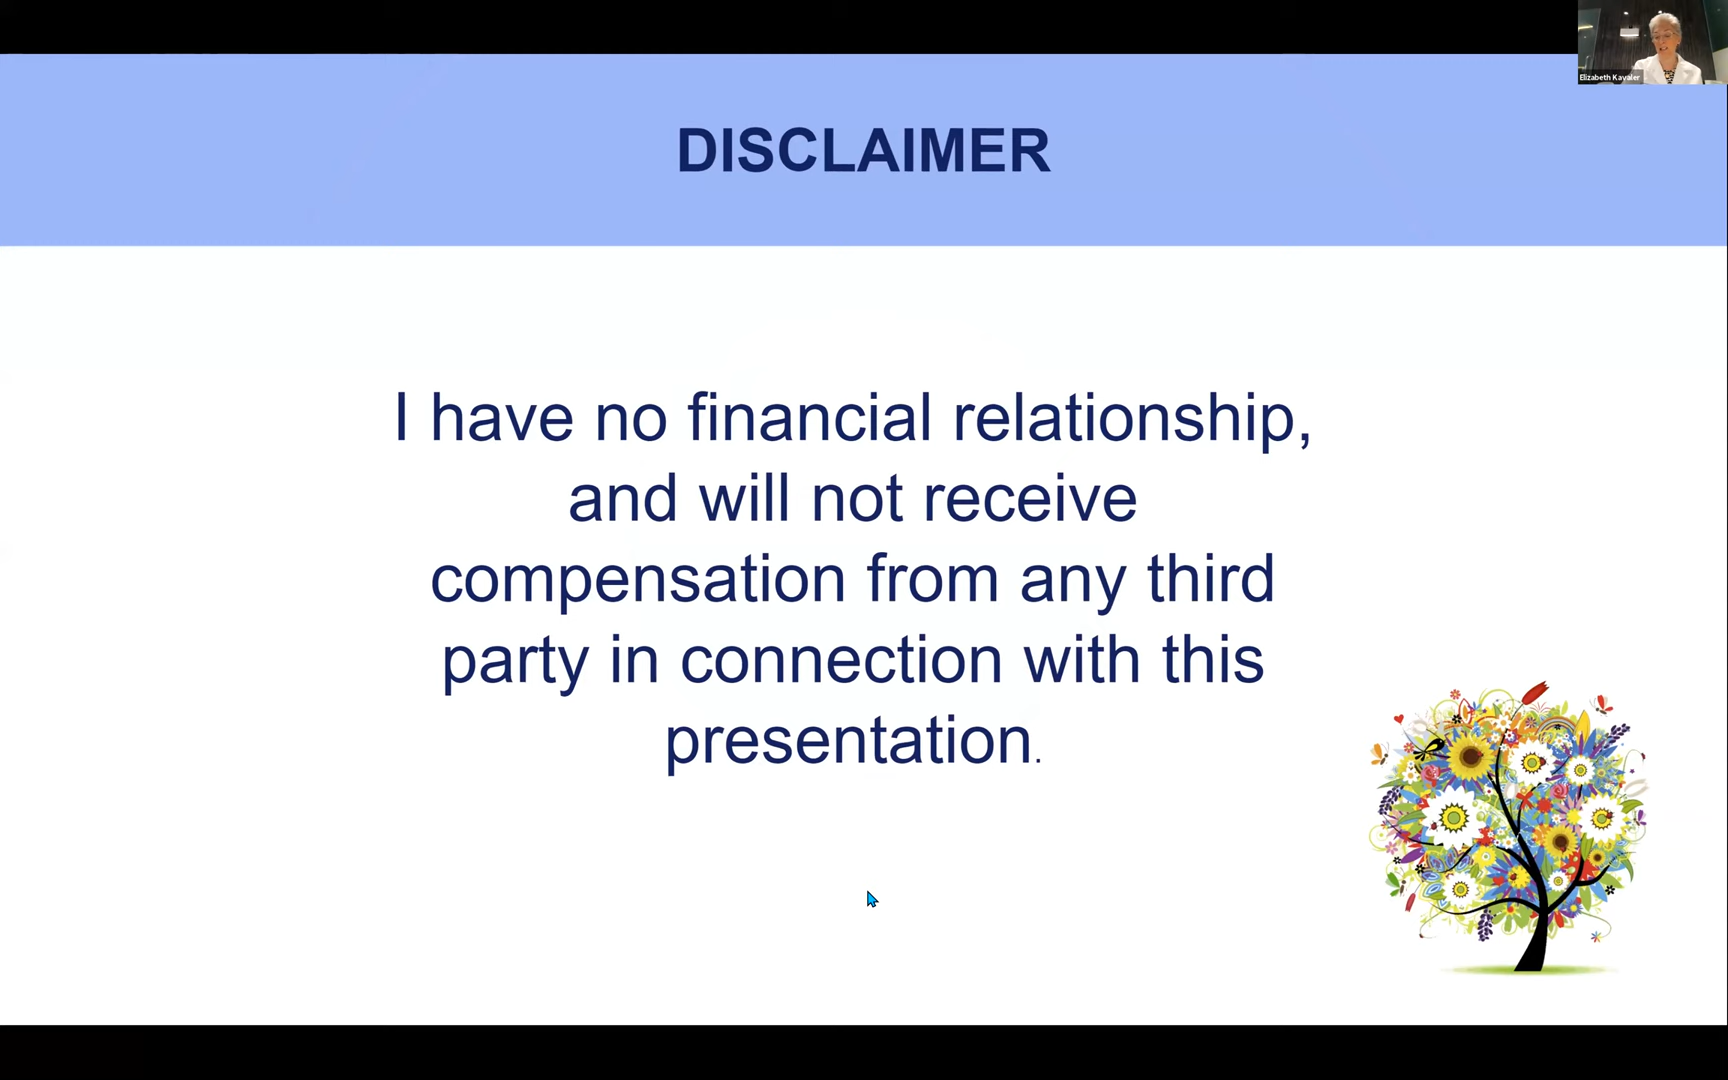 Elizabeth Kavaler
DISCLAIMER
I have no financial relationship,
and will not receive
compensation from any third
party in connection with this
presentation.